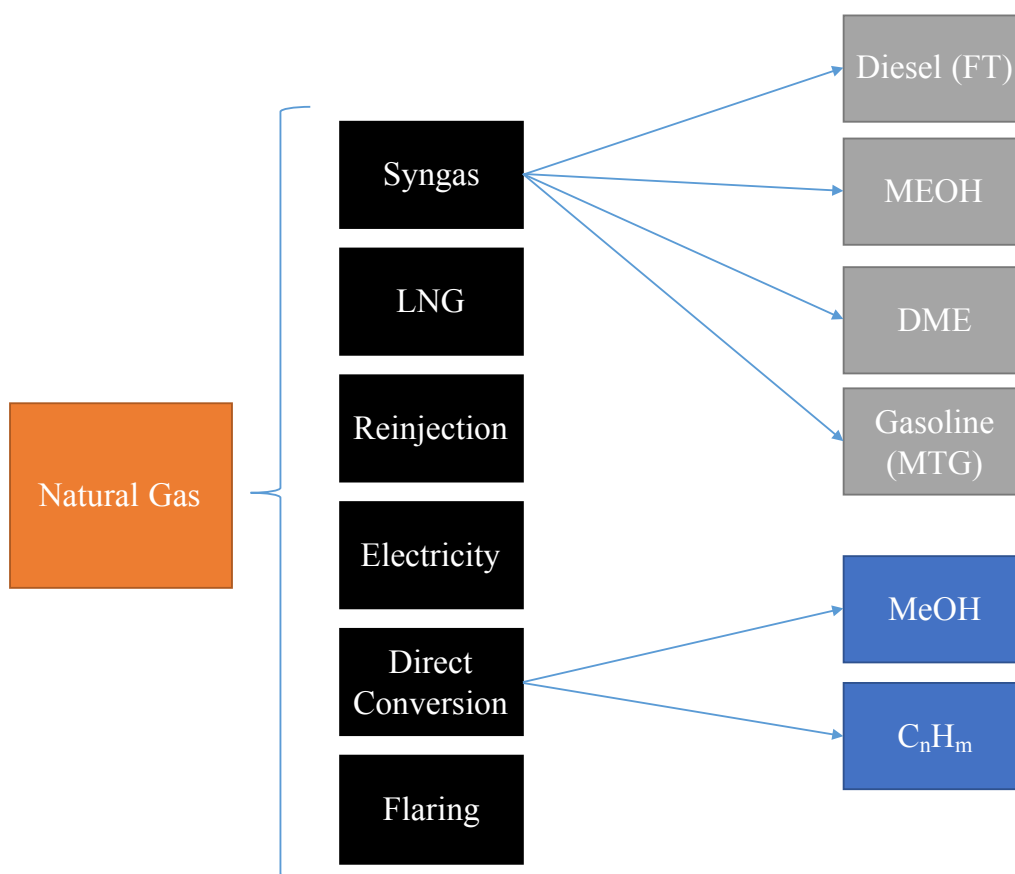 Natural Gas
Syngas
LNG
Reinjection
Electricity
Direct
Conversion
Flaring
Diesel (FT)
MEOH
DME
Gasoline
(MTG)
MeOH
CnHm